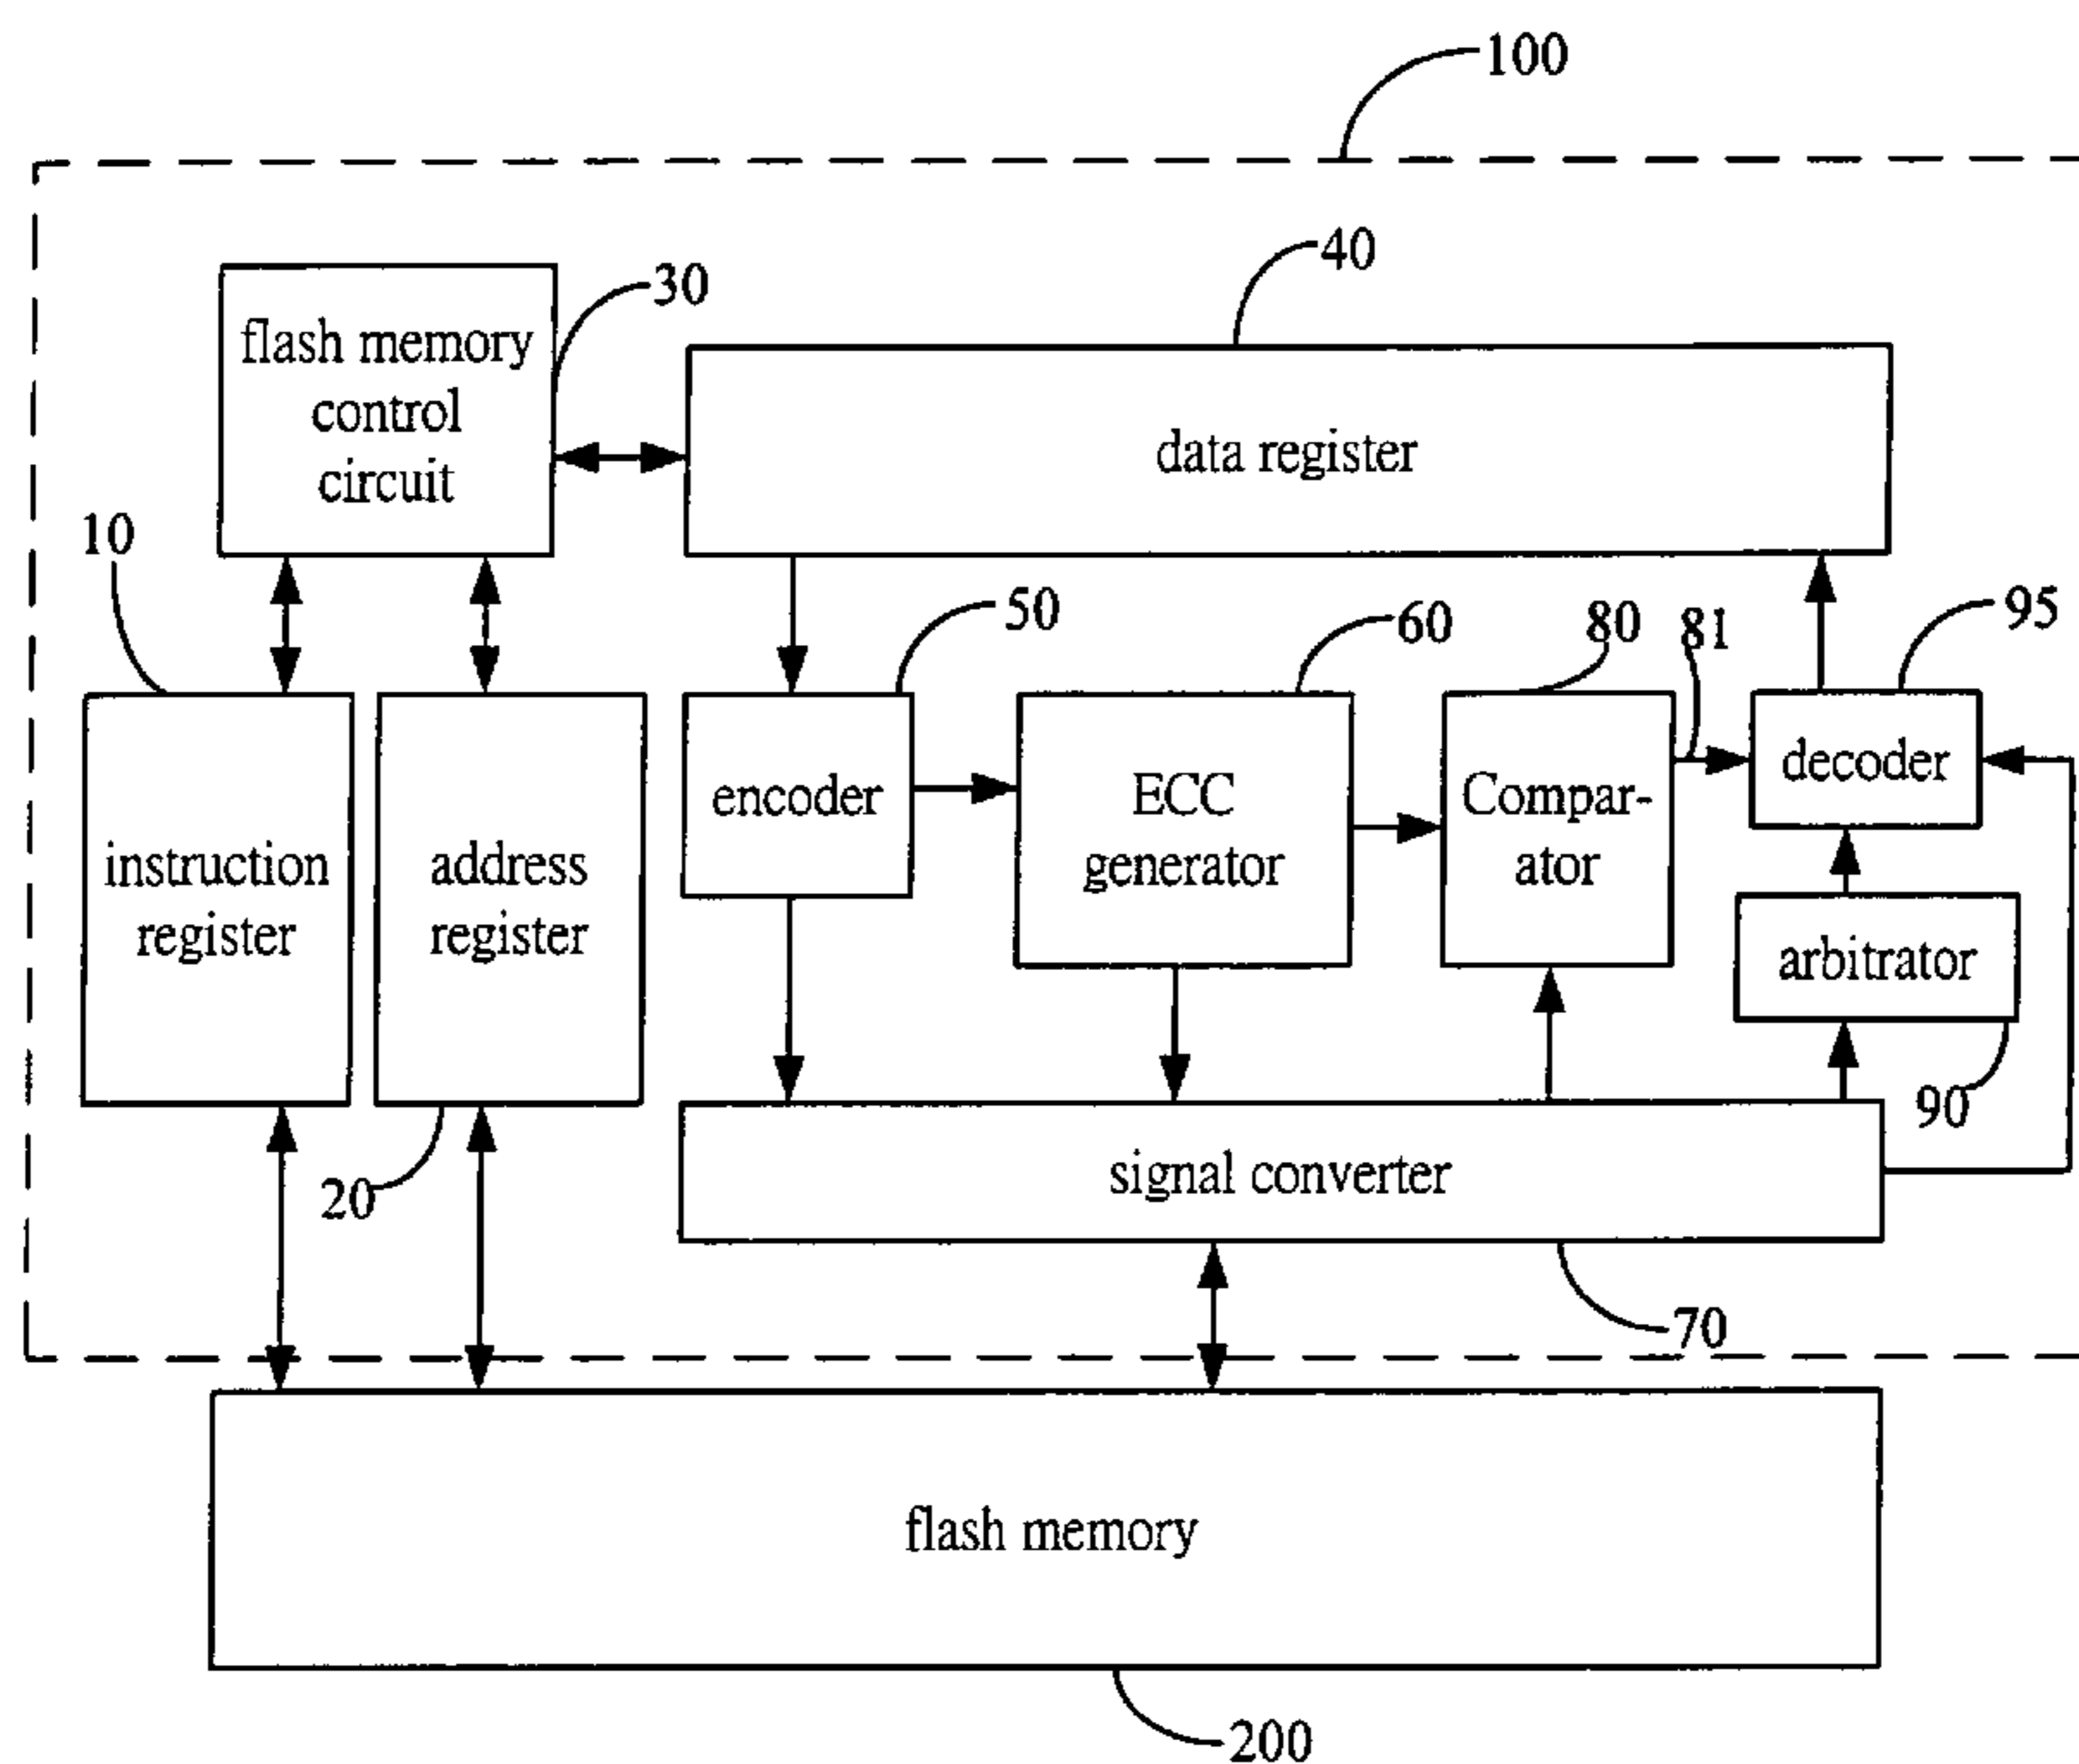 100
40
30
flash memory
control
circuit
data register
10
50
60
80
81
95
instruction
register
address
register
encoder
ECC
generator
Compar-
ator
decoder
arbitrator
90
20
signal converter
70
flash memory
200